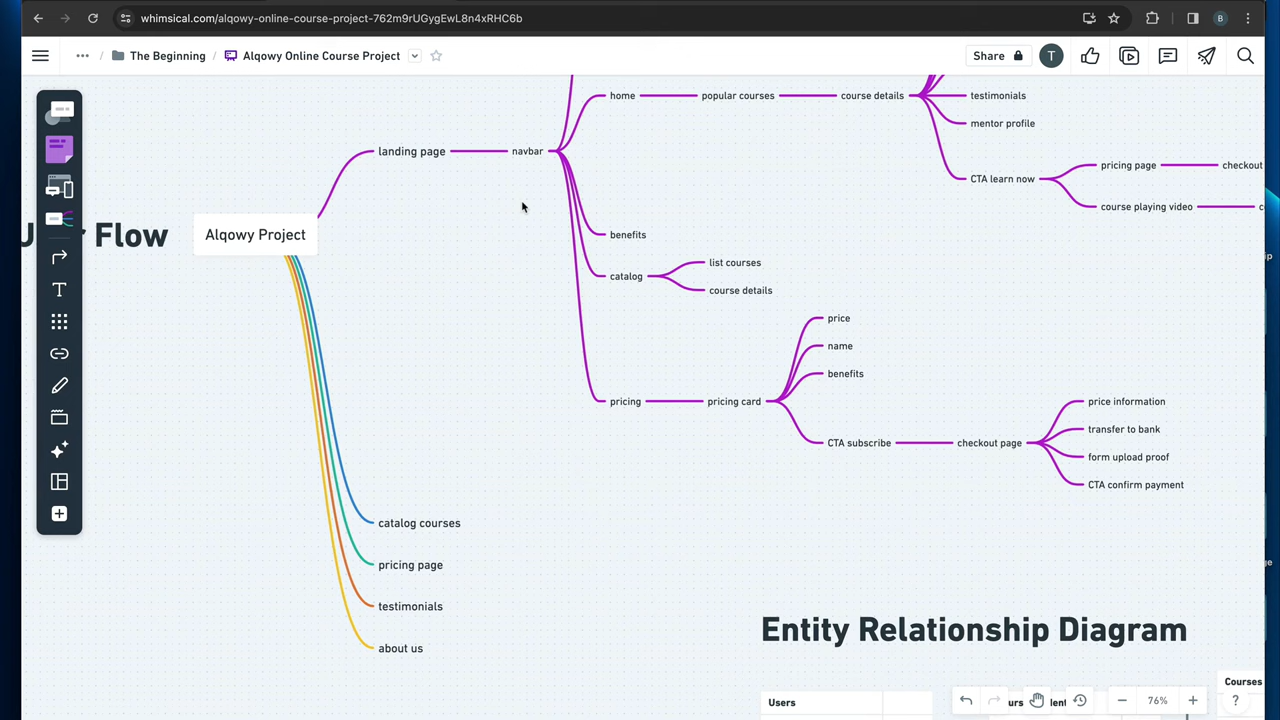 whimsical.com/alqowy-online-course-project-762m9rUGygEwL8n4xRHC6b
B
... / The Beginning / Alqowy Online Course Project
Share
T
home
popular courses
course details
testimonials
mentor profile
landing page
navbar
CTA learn now
pricing page
checkout
course playing video
Flow
Alqowy Project
benefits
catalog
list courses
course details
price
name
benefits
pricing
pricing card
CTA subscribe
checkout page
price information
transfer to bank
form upload proof
CTA confirm payment
catalog courses
pricing page
testimonials
about us
Entity Relationship Diagram
Courses
Users
76%
?